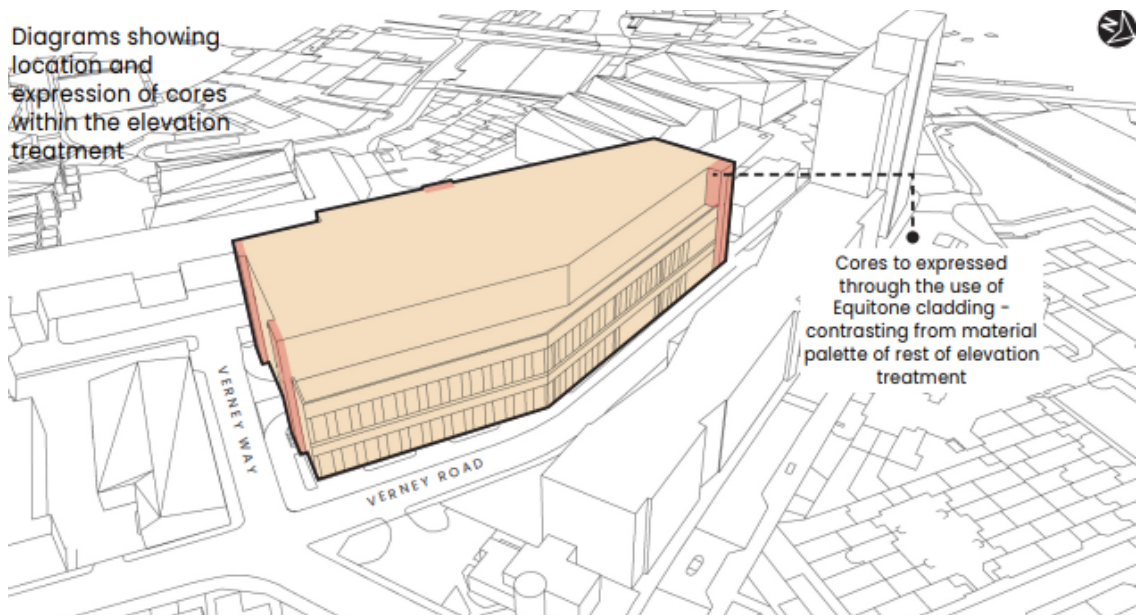 Diagrams showing
location and
expression of cores
within the elevation
treatment
N
Cores to expressed
through the use of
Equitone cladding -
contrasting from material
palette of rest of elevation
treatment
VERNEY WAY
VERNEY ROAD